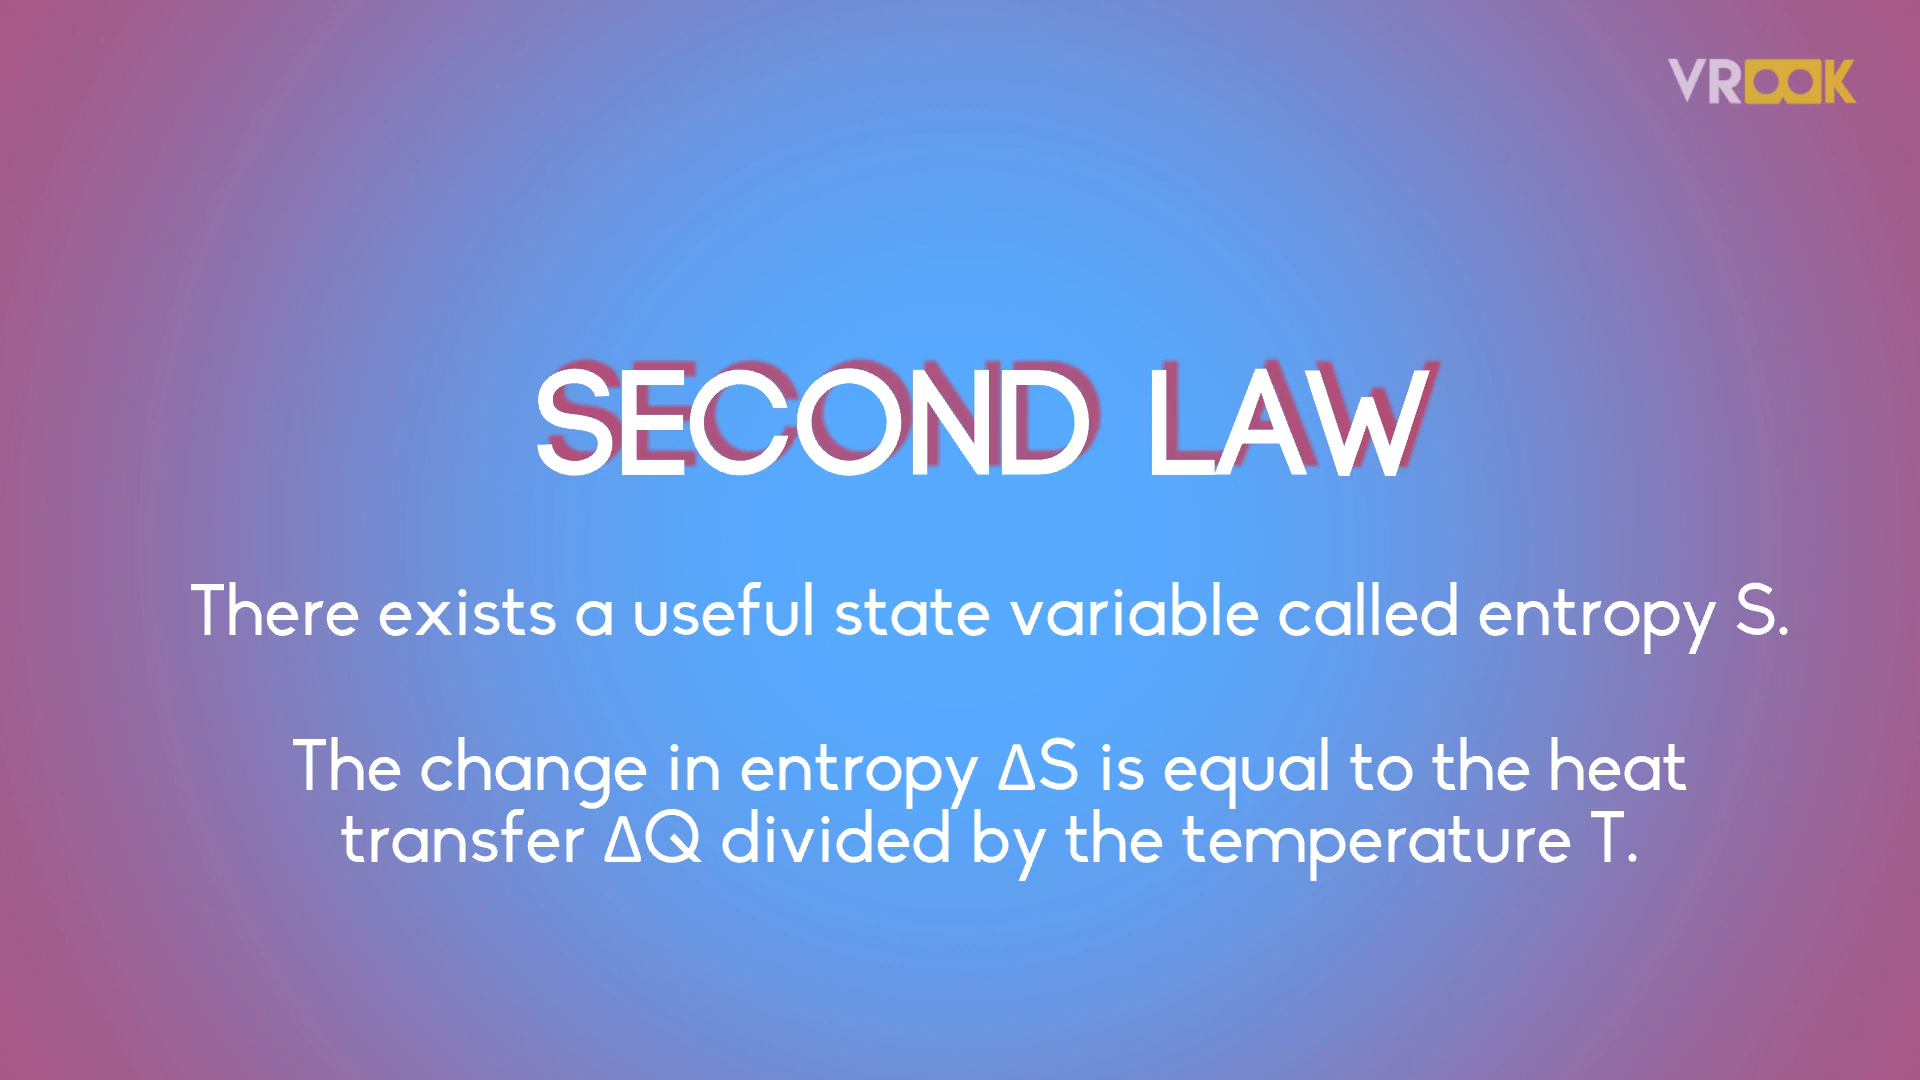 VROOK
SECOND LAW
There exists a useful state variable called entropy S.
The change in entropy ΔS is equal to the heat
transfer ΔQ divided by the temperature T.